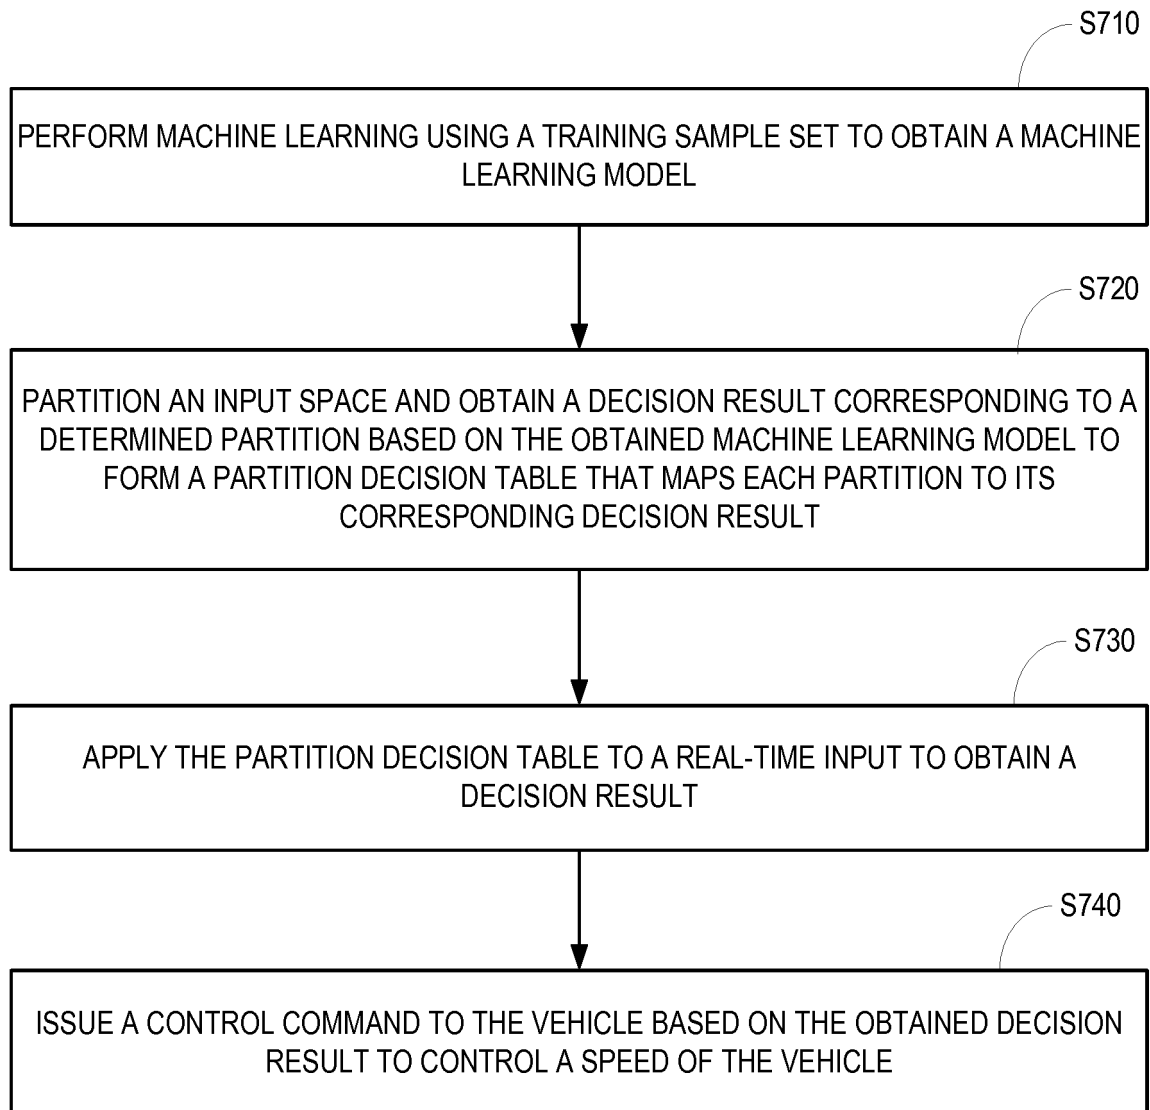 S710
PERFORM MACHINE LEARNING USING A TRAINING SAMPLE SET TO OBTAIN A MACHINE
LEARNING MODEL
S720
PARTITION AN INPUT SPACE AND OBTAIN A DECISION RESULT CORRESPONDING TO A
DETERMINED PARTITION BASED ON THE OBTAINED MACHINE LEARNING MODEL TO
FORM A PARTITION DECISION TABLE THAT MAPS EACH PARTITION TO ITS
CORRESPONDING DECISION RESULT
S730
APPLY THE PARTITION DECISION TABLE TO A REAL-TIME INPUT TO OBTAIN A
DECISION RESULT
S740
ISSUE A CONTROL COMMAND TO THE VEHICLE BASED ON THE OBTAINED DECISION
RESULT TO CONTROL A SPEED OF THE VEHICLE